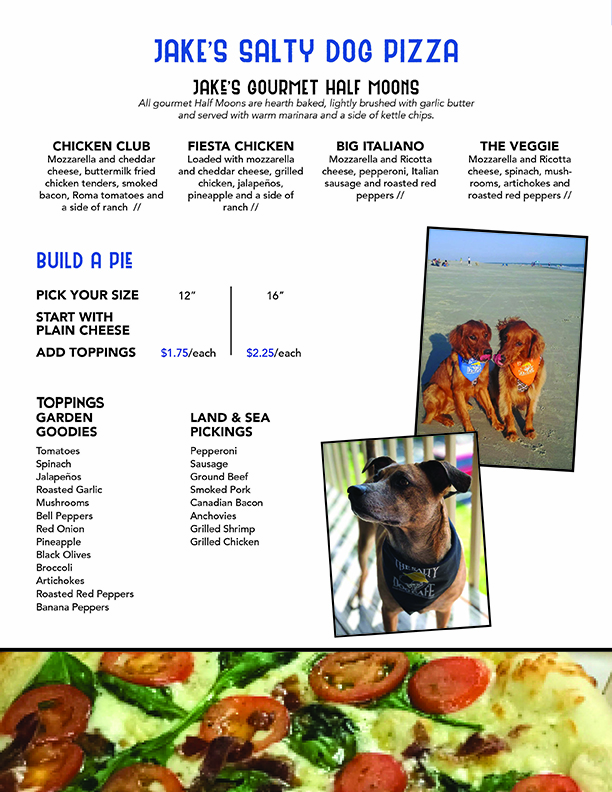 JAKE'S SALTY DOG PIZZA
JAKE'S GOURMET HALF MOONS
All gourmet Half Moons are hearth baked, lightly brushed with garlic butter
and served with warm marinara and a side of kettle chips.
CHICKEN CLUB
Mozzarella and cheddar
cheese, buttermilk fried
chicken tenders, smoked
bacon, Roma tomatoes and
a side of ranch //
FIESTA CHICKEN
Loaded with mozzarella
and cheddar cheese, grilled
chicken, jalapeños,
pineapple and a side of
ranch //
BIG ITALIANO
Mozzarella and Ricotta
cheese, pepperoni, Italian
sausage and roasted red
peppers //
THE VEGGIE
Mozzarella and Ricotta
cheese, spinach, mush-
rooms, artichokes and
roasted red peppers //
BUILD A PIE
PICK YOUR SIZE 12" 16"
START WITH
PLAIN CHEESE
ADD TOPPINGS $1.75/each $2.25/each
TOPPINGS
GARDEN
GOODIES
Tomatoes
Spinach
Jalapeños
Roasted Garlic
Mushrooms
Bell Peppers
Red Onion
Pineapple
Black Olives
Broccoli
Artichokes
Roasted Red Peppers
Banana Peppers
LAND & SEA
PICKINGS
Pepperoni
Sausage
Ground Beef
Smoked Pork
Canadian Bacon
Anchovies
Grilled Shrimp
Grilled Chicken
THE SALTY